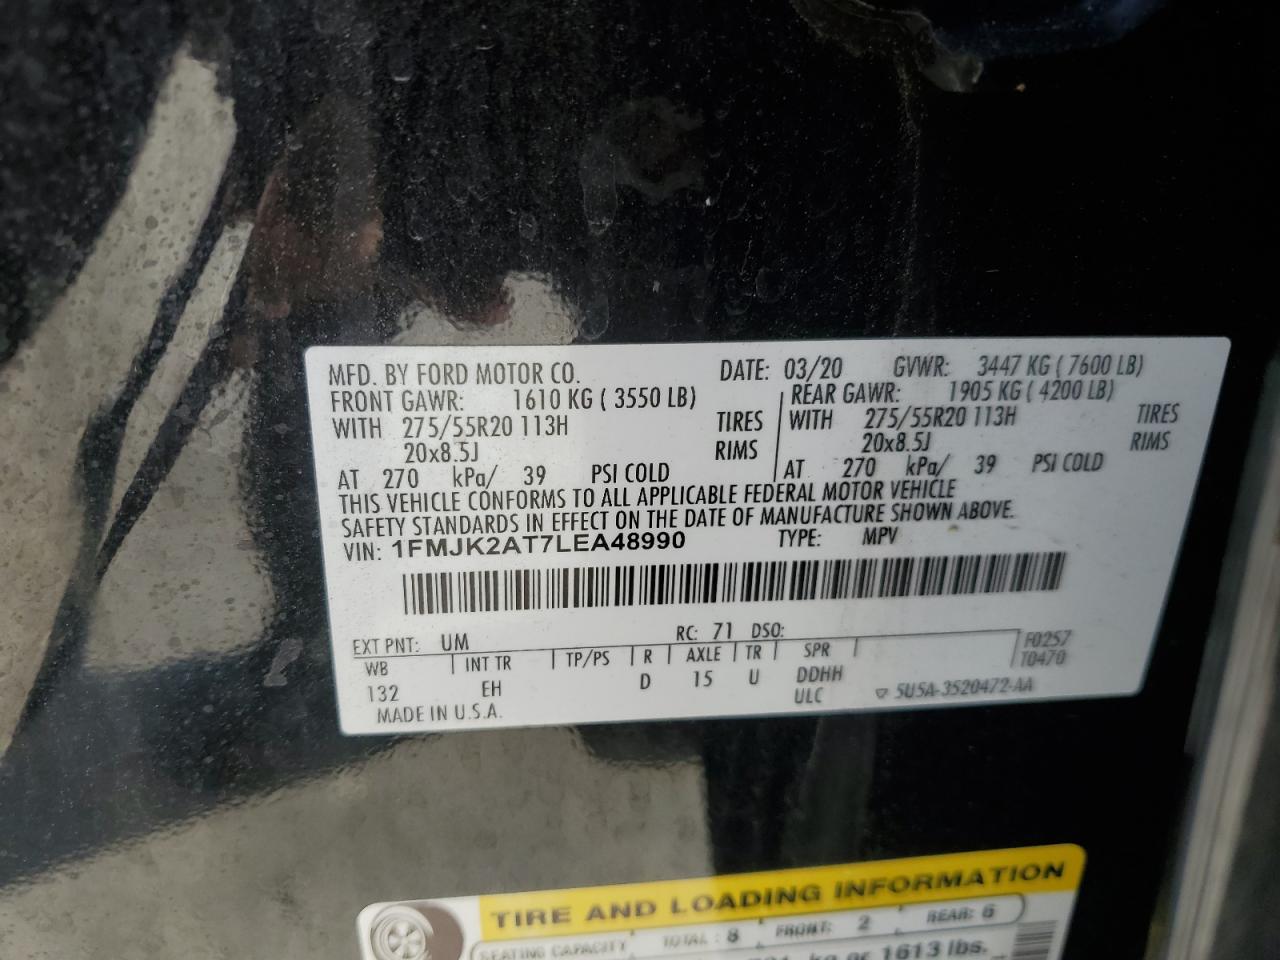 MFD. BY FORD MOTOR CO. DATE: 03/20 GVWR: 3447 KG ( 7600 LB)
FRONT GAWR: 1610 KG ( 3550 LB) REAR GAWR: 1905 KG ( 4200 LB)
WITH 275/55R20 113H TIRES WITH 275/55R20 113H TIRES
20x8.5J RIMS 20x8.5J RIMS
AT 270 kPa/ 39 PSI COLD AT 270 kPa/ 39 PSI COLD
THIS VEHICLE CONFORMS TO ALL APPLICABLE FEDERAL MOTOR VEHICLE
SAFETY STANDARDS IN EFFECT ON THE DATE OF MANUFACTURE SHOWN ABOVE.
VIN: 1FMJK2AT7LEA48990 TYPE: MPV
EXT PNT: UM RC: 71 DSO: F0257
WB INT TR TP/PS R AXLE TR SPR T0470
132 EH D 15 U DDHH
ULC 5U5A-3520472-AA
MADE IN U.S.A.
TIRE AND LOADING INFORMATION
SEATING CAPACITY TOTAL: 8 FRONT: 2 REAR: 6
kg or 1613 lbs.